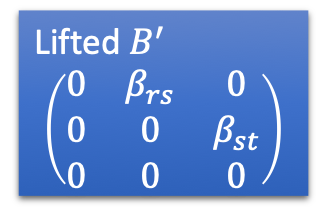 Lifted B′
0 β_rs 0
0 0 β_st
0 0 0